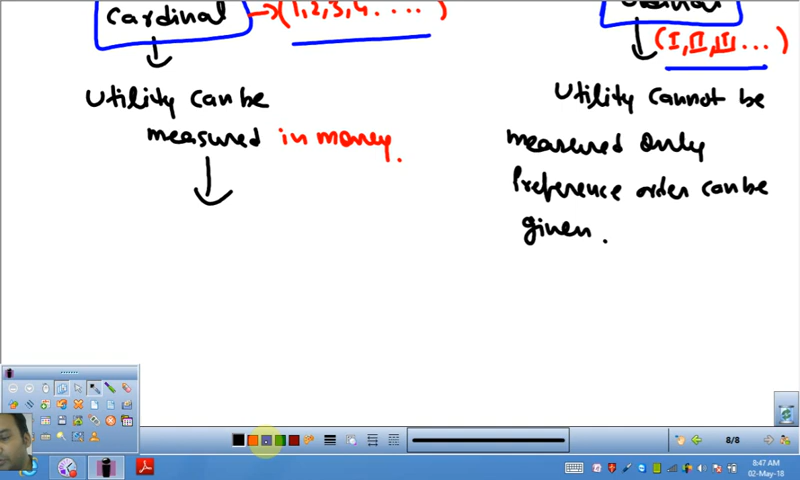 Cardinal → (1,2,3,4.....)
Utility can be
measured in money.
Ordinal
(I, II, III ...)
Utility cannot be
measured only
Preference order can be
given.
8/8
8:47 AM
02-May-18